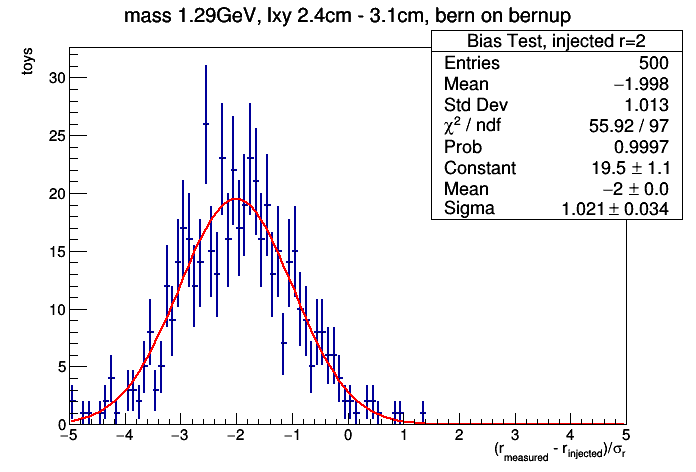 mass 1.29GeV, lxy 2.4cm - 3.1cm, bern on bernup
Bias Test, injected r=2
Entries 500
Mean −1.998
Std Dev 1.013
χ² / ndf 55.92 / 97
Prob 0.9997
Constant 19.5 ± 1.1
Mean −2 ± 0.0
Sigma 1.021 ± 0.034
toys
30
25
20
15
10
5
0
−5 −4 −3 −2 −1 0 1 2 3 4 5
(r_measured - r_injected)/σ_r